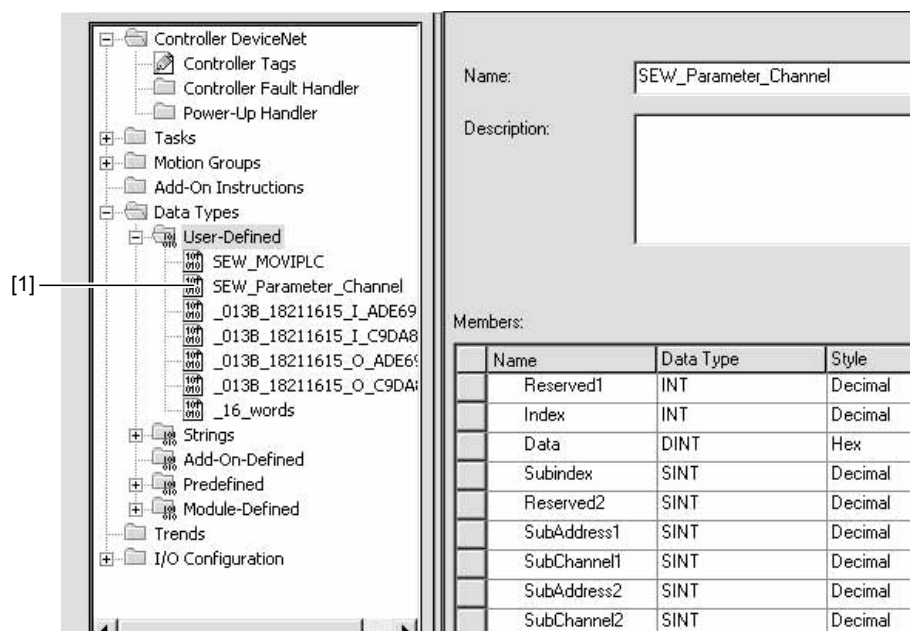 Controller DeviceNet
Controller Tags
Controller Fault Handler
Power-Up Handler
Tasks
Motion Groups
Add-On Instructions
Data Types
User-Defined
SEW_MOVIPLC
[1]
SEW_Parameter_Channel
_013B_18211615_I_ADE69
_013B_18211615_I_C9DA8
_013B_18211615_O_ADE69
_013B_18211615_O_C9DA8
_16_words
Strings
Add-On-Defined
Predefined
Module-Defined
Trends
I/O Configuration
Name: SEW_Parameter_Channel
Description:
Members:
Name Data Type Style
Reserved1 INT Decimal
Index INT Decimal
Data DINT Hex
Subindex SINT Decimal
Reserved2 SINT Decimal
SubAddress1 SINT Decimal
SubChannel1 SINT Decimal
SubAddress2 SINT Decimal
SubChannel2 SINT Decimal